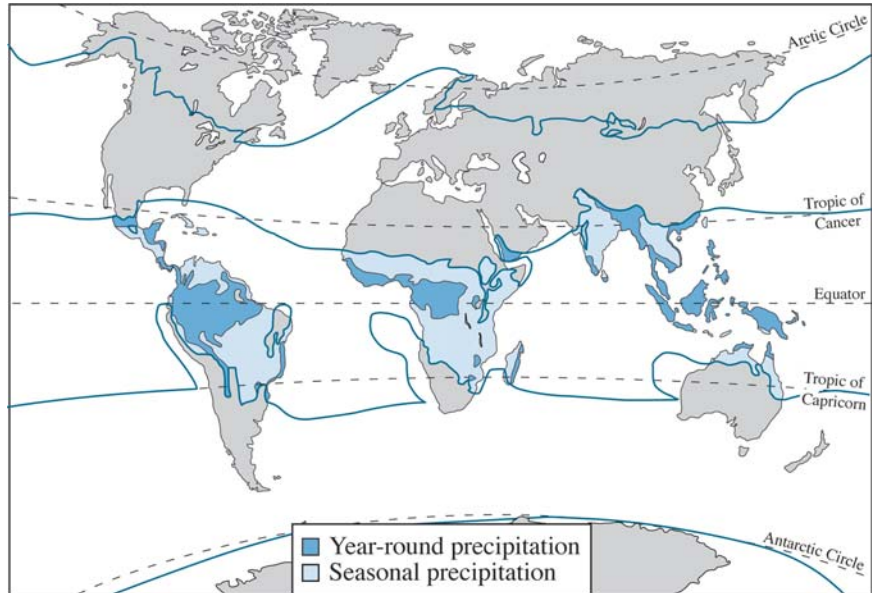 Arctic Circle
Tropic of
Cancer
Equator
Tropic of
Capricorn
Year-round precipitation
Seasonal precipitation
Antarctic Circle